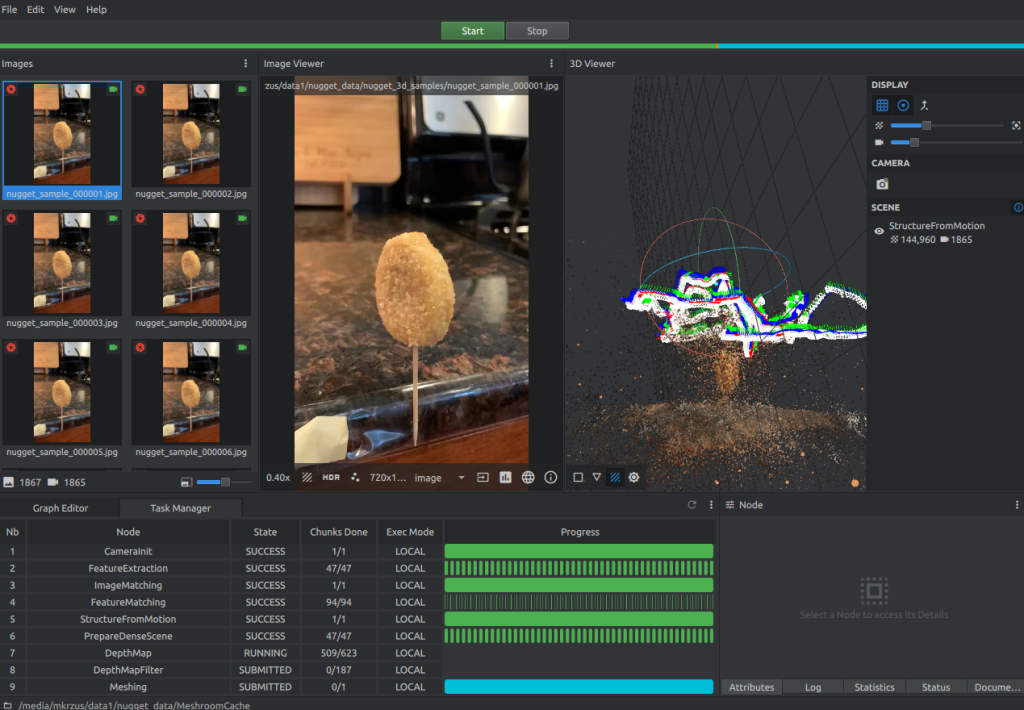 File Edit View Help
Start Stop
Images
nugget_sample_000001.jpg
nugget_sample_000002.jpg
nugget_sample_000003.jpg
nugget_sample_000004.jpg
nugget_sample_000005.jpg
nugget_sample_000006.jpg
1867 1865
Image Viewer
zus/data1/nugget_data/nugget_3d_samples/nugget_sample_000001.jpg
0.40x HDR 720x1... image
3D Viewer
DISPLAY
CAMERA
SCENE
StructureFromMotion
144,960 1865
Graph Editor Task Manager
Nb Node State Chunks Done Exec Mode Progress
1 CameraInit SUCCESS 1/1 LOCAL
2 FeatureExtraction SUCCESS 47/47 LOCAL
3 ImageMatching SUCCESS 1/1 LOCAL
4 FeatureMatching SUCCESS 94/94 LOCAL
5 StructureFromMotion SUCCESS 1/1 LOCAL
6 PrepareDenseScene SUCCESS 47/47 LOCAL
7 DepthMap RUNNING 509/623 LOCAL
8 DepthMapFilter SUBMITTED 0/187 LOCAL
9 Meshing SUBMITTED 0/1 LOCAL
Node
Select a Node to access its Details
Attributes Log Statistics Status Docume...
/media/mkrzus/data1/nugget_data/MeshroomCache